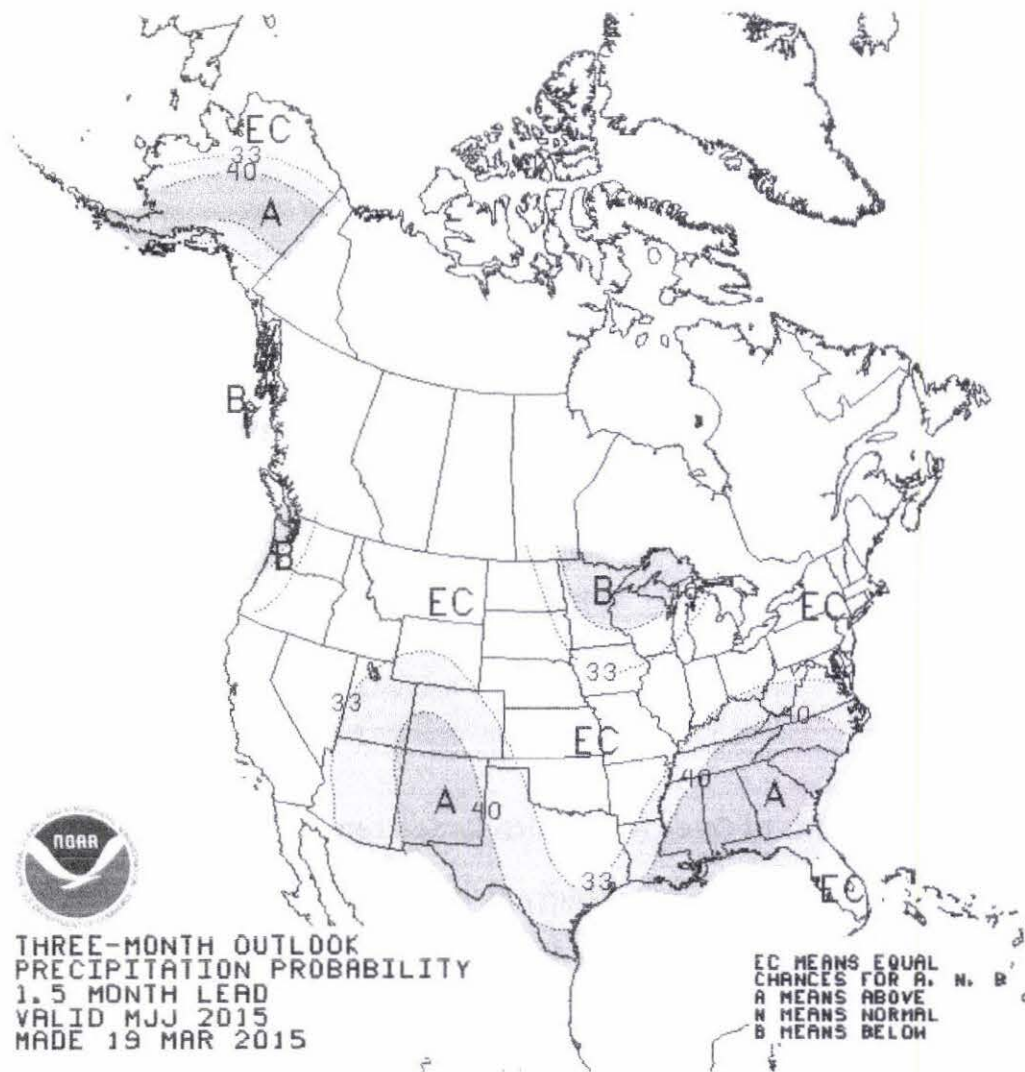 EC
33
40
A
B
B
EC
B
40
EC
33
33
40
EC
40
A
40
A
33
EC
NOAA
THREE-MONTH OUTLOOK
PRECIPITATION PROBABILITY
1.5 MONTH LEAD
VALID MJJ 2015
MADE 19 MAR 2015
EC MEANS EQUAL
CHANCES FOR A, N, B
A MEANS ABOVE
N MEANS NORMAL
B MEANS BELOW